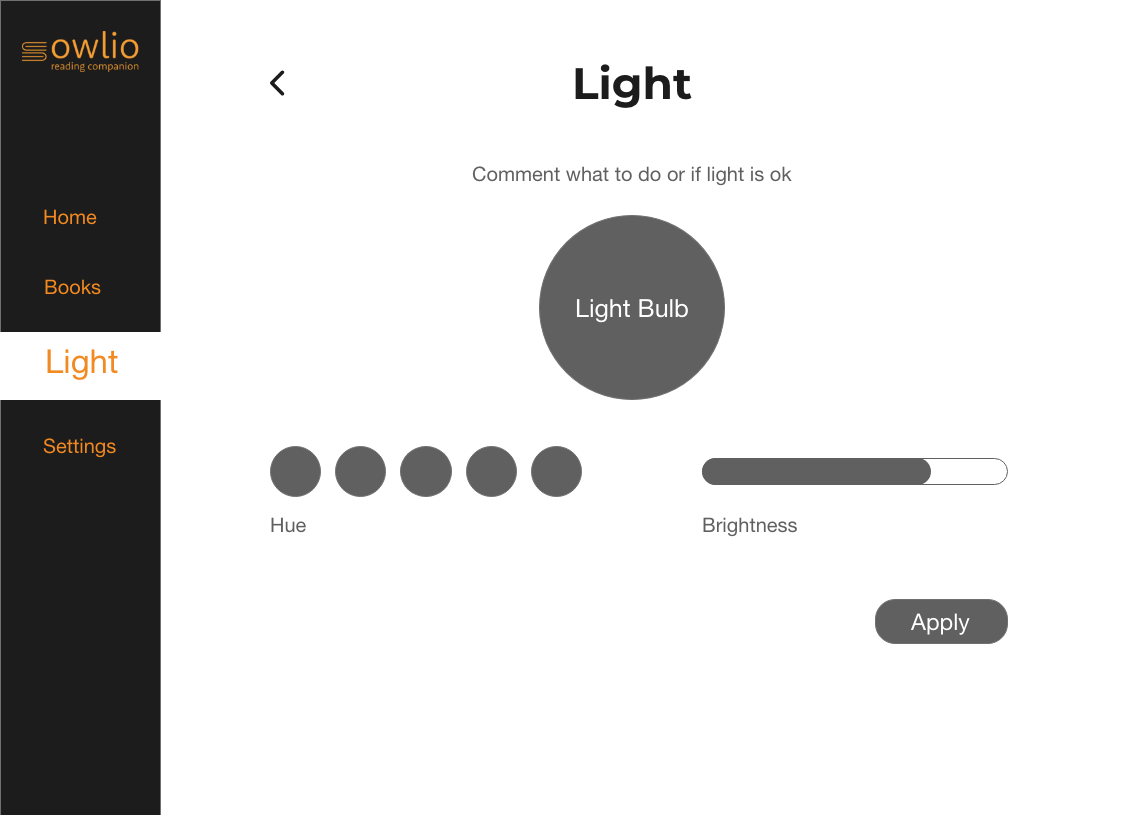 owlio
reading companion
Home
Books
Light
Settings
Light
Comment what to do or if light is ok
Light Bulb
Hue
Brightness
Apply